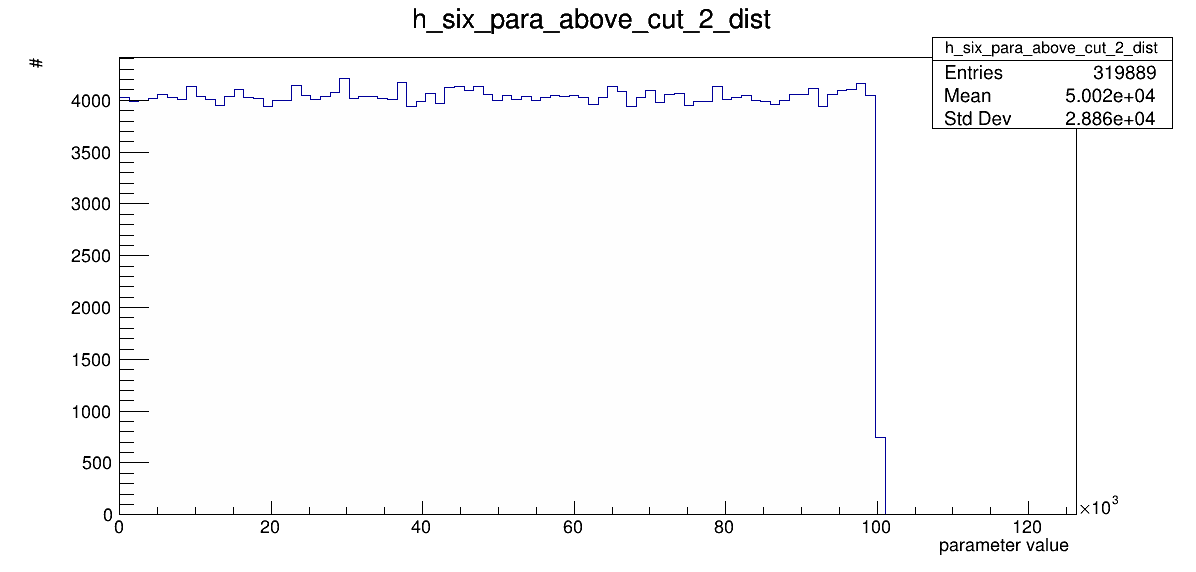 h_six_para_above_cut_2_dist
#
h_six_para_above_cut_2_dist
Entries 319889
Mean 5.002e+04
Std Dev 2.886e+04
4000
3500
3000
2500
2000
1500
1000
500
0
0 20 40 60 80 100 120 ×10³
parameter value